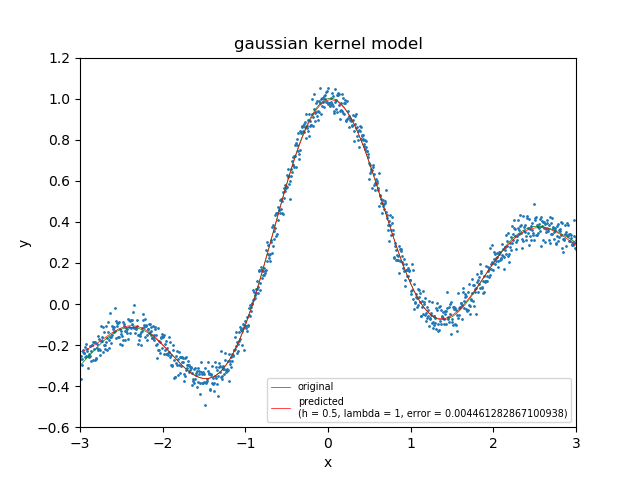 gaussian kernel model
1.2
1.0
0.8
0.6
0.4
0.2
0.0
−0.2
−0.4
−0.6
y
original
predicted
(h = 0.5, lambda = 1, error = 0.004461282867100938)
−3 −2 −1 0 1 2 3
x